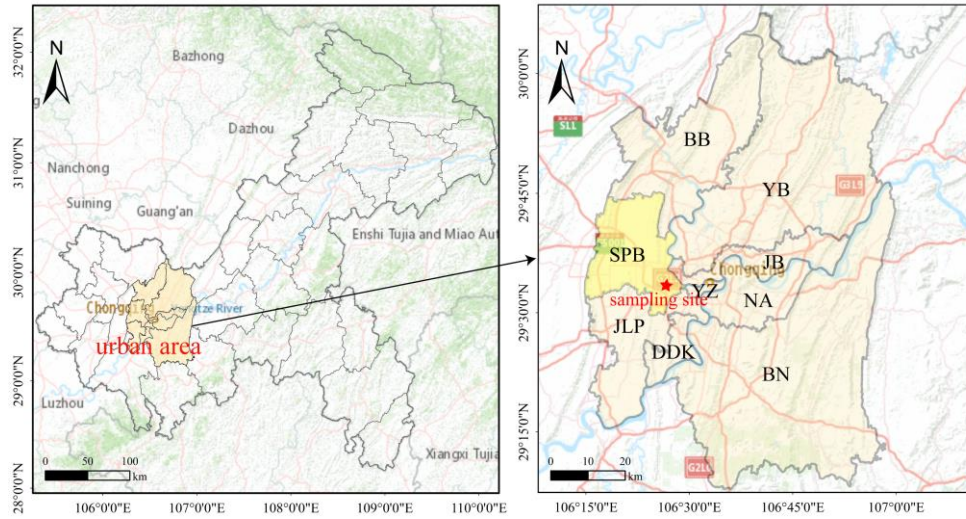 N
Bazhong
Dazhou
Nanchong
Suining
Guang'an
Enshi Tujia and Miao Aut
Chongqing
tze River
urban area
Luzhou
Xiangxi Tujia
0 50 100
km
32°0'0"N
31°0'0"N
30°0'0"N
29°0'0"N
28°0'0"N
106°0'0"E 107°0'0"E 108°0'0"E 109°0'0"E 110°0'0"E
N
S11
BB
G319
YB
SPB
JB
Chongqing
YZ
NA
sampling site
JLP
DDK
BN
0 10 20
km
30°0'0"N
29°45'0"N
29°30'0"N
29°15'0"N
106°15'0"E 106°30'0"E 106°45'0"E 107°0'0"E